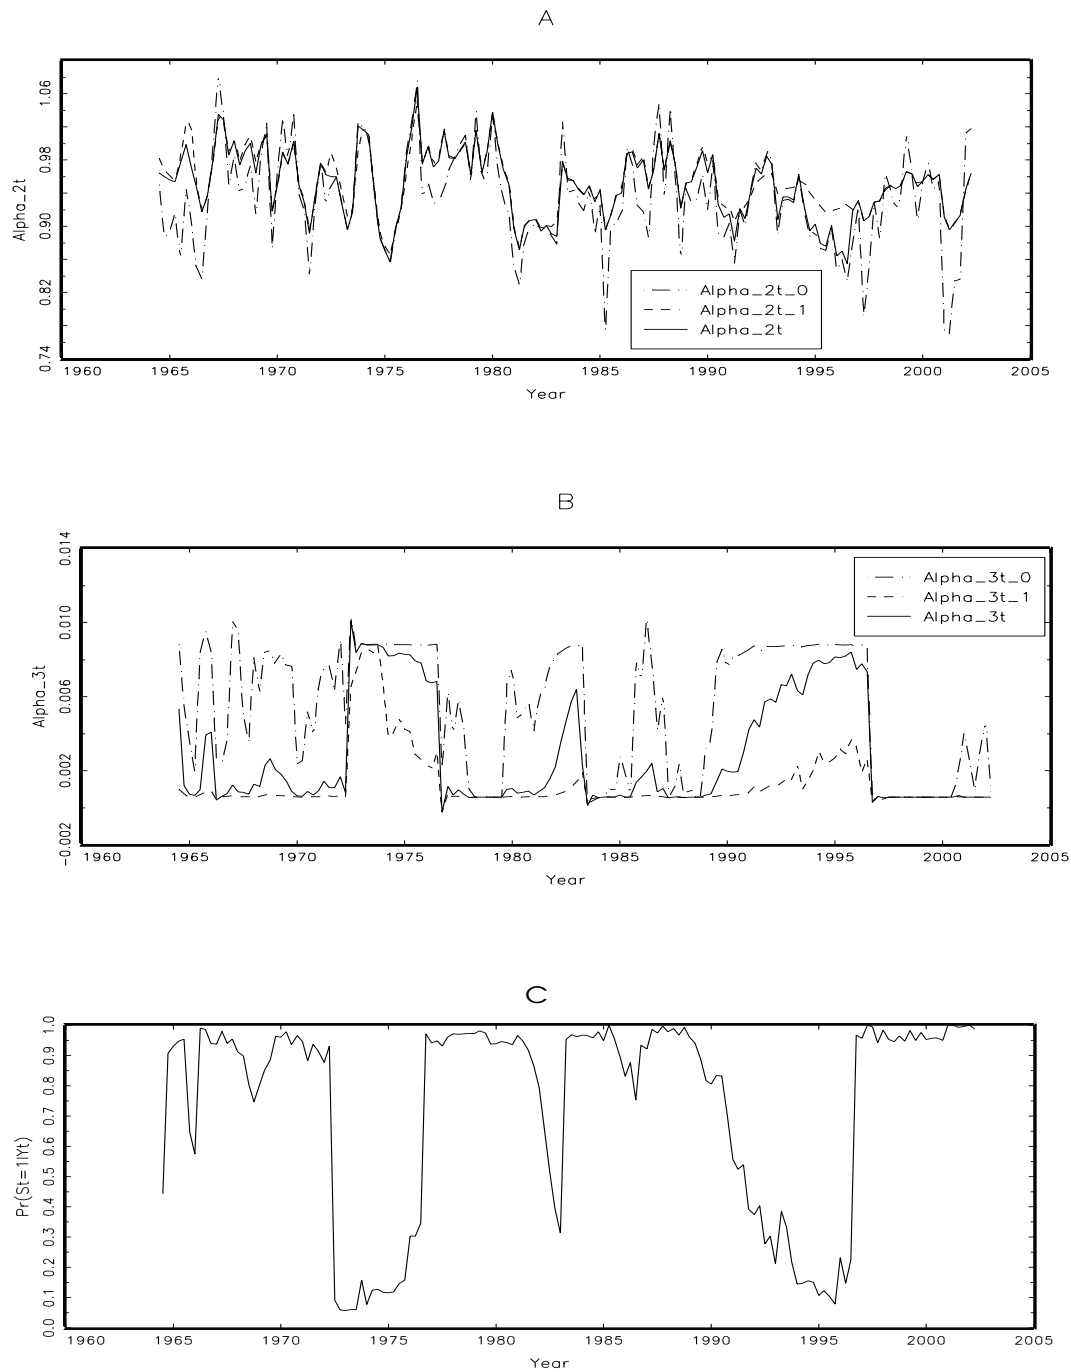 A
Alpha_2t
1.06
0.98
0.90
0.82
0.74
Alpha_2t_0
Alpha_2t_1
Alpha_2t
1960 1965 1970 1975 1980 1985 1990 1995 2000 2005
Year
B
Alpha_3t
0.014
0.010
0.006
0.002
-0.002
Alpha_3t_0
Alpha_3t_1
Alpha_3t
1960 1965 1970 1975 1980 1985 1990 1995 2000 2005
Year
C
Pr(St=1|Yt)
1.0
0.9
0.8
0.7
0.6
0.5
0.4
0.3
0.2
0.1
0.0
1960 1965 1970 1975 1980 1985 1990 1995 2000 2005
Year